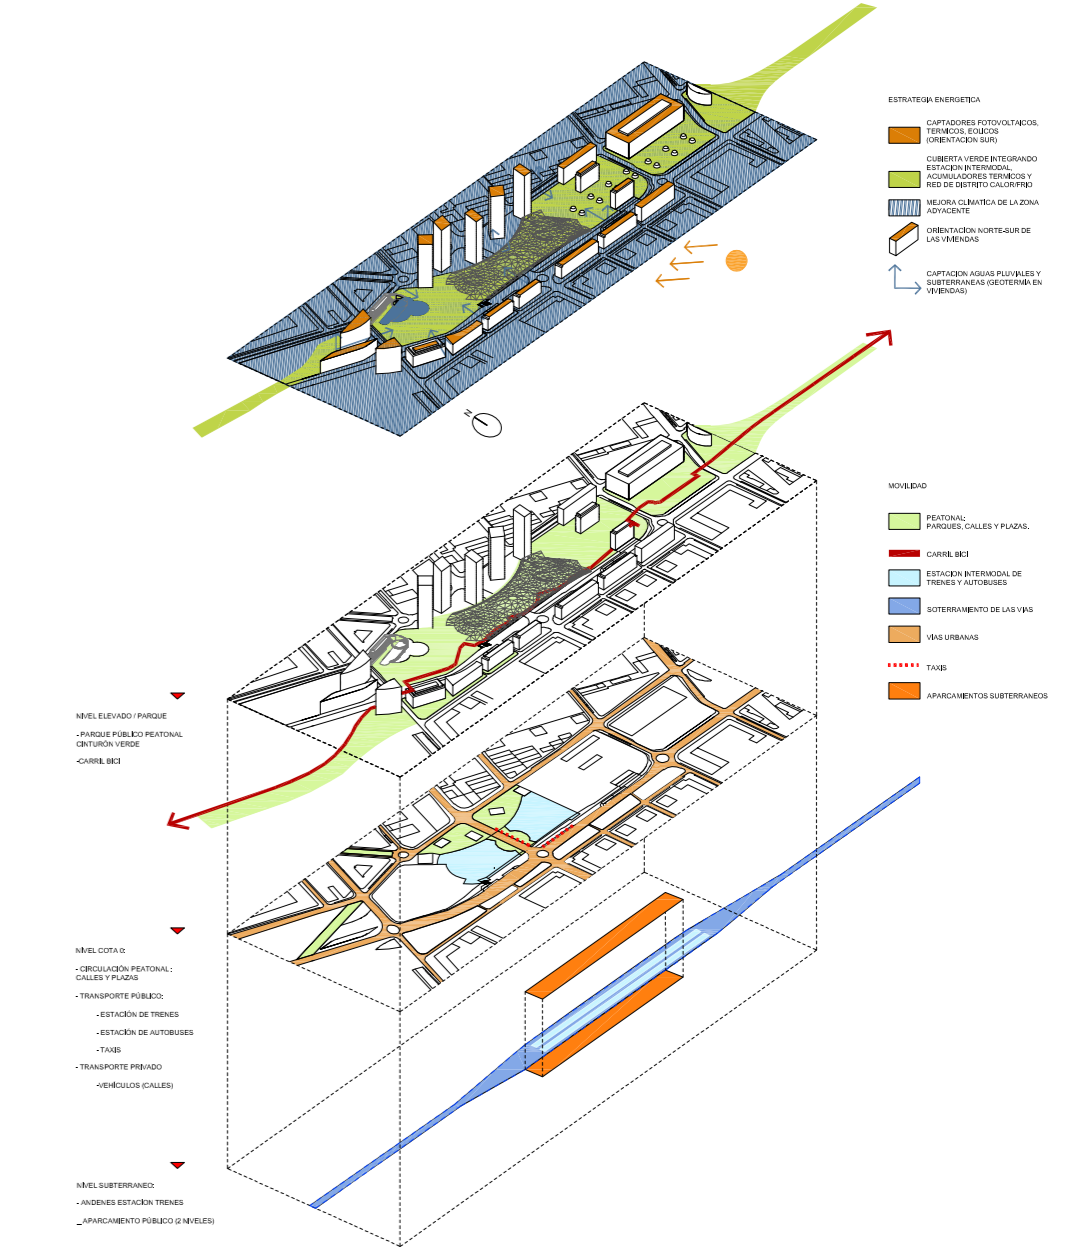 ESTRATEGIA ENERGETICA
CAPTADORES FOTOVOLTAICOS,
TERMICOS, EOLICOS
(ORIENTACION SUR)
CUBIERTA VERDE INTEGRANDO
ESTACION INTERMODAL,
ACUMULADORES TERMICOS Y
RED DE DISTRITO CALOR/FRIO
MEJORA CLIMATICA DE LA ZONA
ADYACENTE
ORIENTACION NORTE-SUR DE
LAS VIVIENDAS
CAPTACION AGUAS PLUVIALES Y
SUBTERRANEAS (GEOTERMIA EN
VIVIENDAS)
N
MOVILIDAD
PEATONAL:
PARQUES, CALLES Y PLAZAS.
CARRIL BICI
ESTACION INTERMODAL DE
TRENES Y AUTOBUSES
SOTERRAMIENTO DE LAS VIAS
VIAS URBANAS
TAXIS
APARCAMIENTOS SUBTERRANEOS
NIVEL ELEVADO / PARQUE
- PARQUE PÚBLICO PEATONAL
CINTURÓN VERDE
-CARRIL BICI
NIVEL COTA 0:
- CIRCULACIÓN PEATONAL:
CALLES Y PLAZAS
- TRANSPORTE PÚBLICO:
- ESTACIÓN DE TRENES
- ESTACIÓN DE AUTOBUSES
- TAXIS
- TRANSPORTE PRIVADO
-VEHÍCULOS (CALLES)
NIVEL SUBTERRANEO:
- ANDENES ESTACION TRENES
_ APARCAMIENTO PÚBLICO (2 NIVELES)